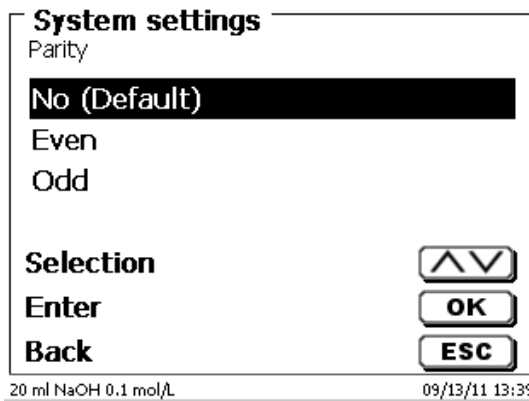 System settings
Parity
No (Default)
Even
Odd
Selection
Enter OK
Back ESC
20 ml NaOH 0.1 mol/L 09/13/11 13:39